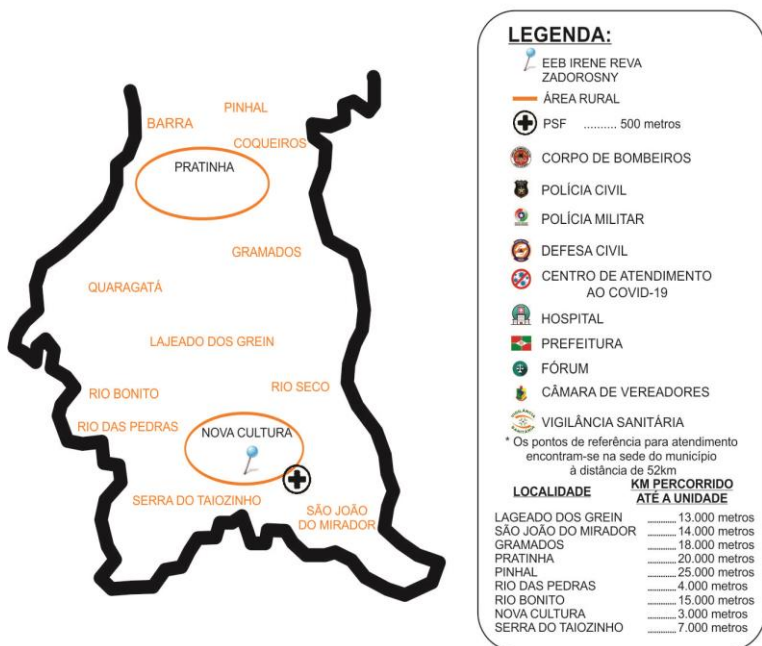 PINHAL
BARRA
COQUEIROS
PRATINHA
GRAMADOS
QUARAGATÁ
LAJEADO DOS GREIN
RIO BONITO
RIO SECO
RIO DAS PEDRAS
NOVA CULTURA
SERRA DO TAIOZINHO
SÃO JOÃO
DO MIRADOR
LEGENDA:
EEB IRENE REVA
ZADOROSNY
ÁREA RURAL
PSF .......... 500 metros
CORPO DE BOMBEIROS
POLÍCIA CIVIL
POLÍCIA MILITAR
DEFESA CIVIL
CENTRO DE ATENDIMENTO
AO COVID-19
HOSPITAL
PREFEITURA
FÓRUM
CÂMARA DE VEREADORES
VIGILÂNCIA SANITÁRIA
* Os pontos de referência para atendimento
encontram-se na sede do município
à distância de 52km
LOCALIDADE KM PERCORRIDO
ATÉ A UNIDADE
LAGEADO DOS GREIN .......... 13.000 metros
SÃO JOÃO DO MIRADOR .......... 14.000 metros
GRAMADOS .......... 18.000 metros
PRATINHA .......... 20.000 metros
PINHAL .......... 25.000 metros
RIO DAS PEDRAS .......... 4.000 metros
RIO BONITO .......... 15.000 metros
NOVA CULTURA .......... 3.000 metros
SERRA DO TAIOZINHO .......... 7.000 metros